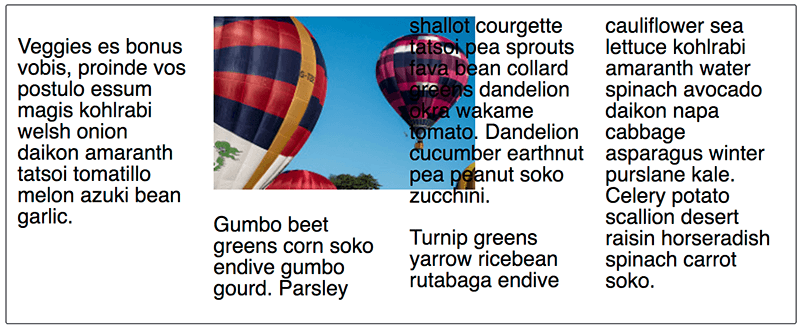 Veggies es bonus
vobis, proinde vos
postulo essum
magis kohlrabi
welsh onion
daikon amaranth
tatsoi tomatillo
melon azuki bean
garlic.
Gumbo beet
greens corn soko
endive gumbo
gourd. Parsley
shallot courgette
tatsoi pea sprouts
fava bean collard
greens dandelion
okra wakame
tomato. Dandelion
cucumber earthnut
pea peanut soko
zucchini.
Turnip greens
yarrow ricebean
rutabaga endive
cauliflower sea
lettuce kohlrabi
amaranth water
spinach avocado
daikon napa
cabbage
asparagus winter
purslane kale.
Celery potato
scallion desert
raisin horseradish
spinach carrot
soko.